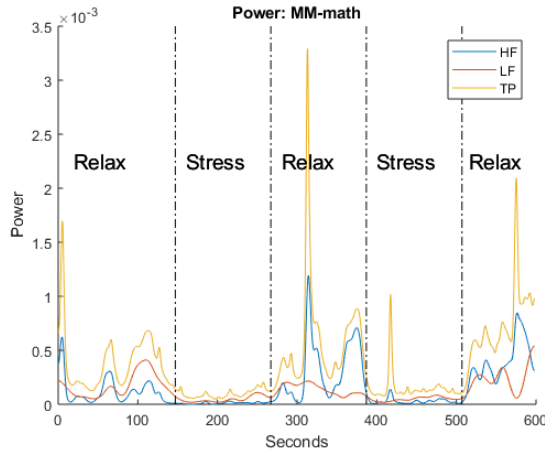 ×10⁻³
Power: MM-math
3.5
3
2.5
2
1.5
1
0.5
0
Power
HF
LF
TP
Relax
Stress
Relax
Stress
Relax
0
100
200
300
400
500
600
Seconds